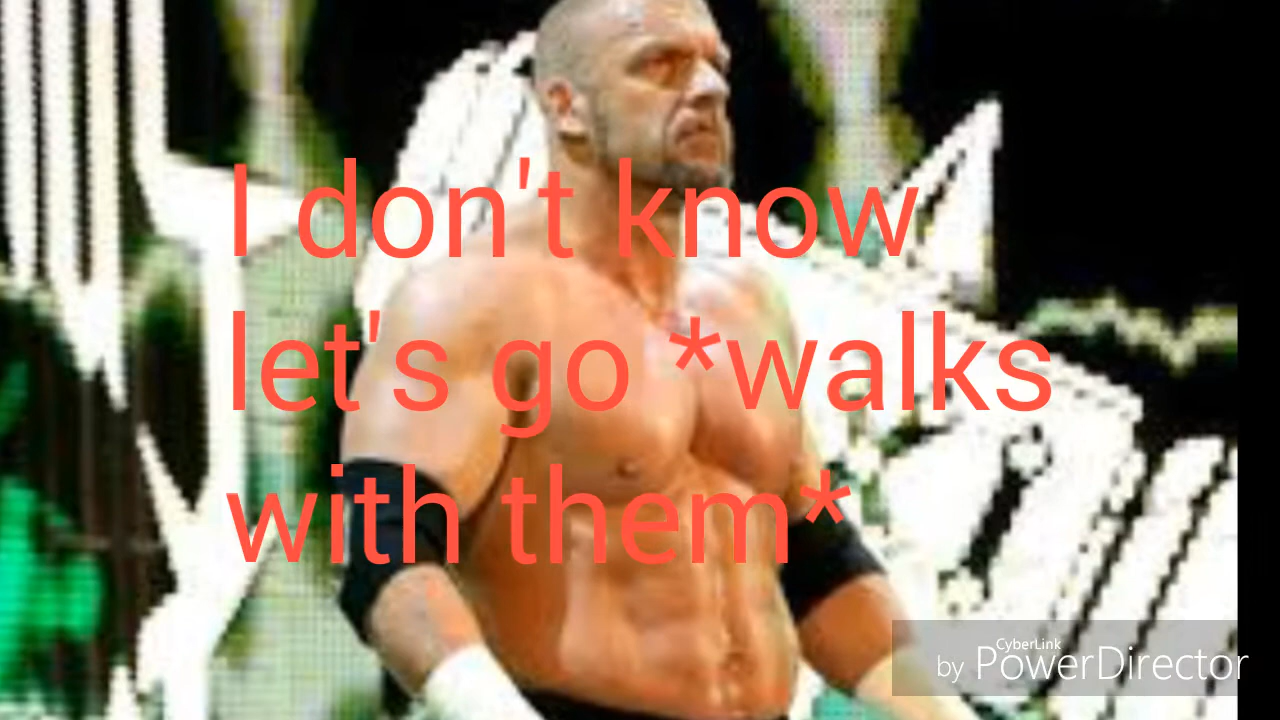 I don't know
let's go *walks
with them*
CyberLink
by PowerDirector